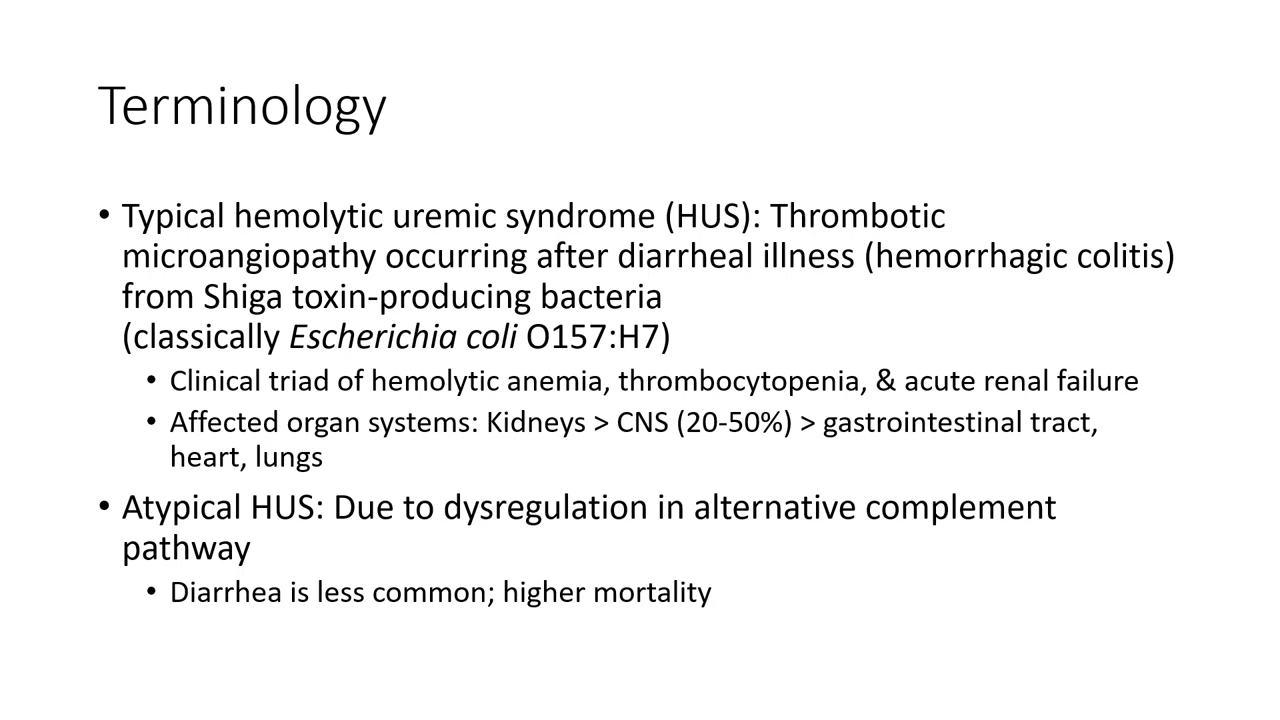 Terminology
• Typical hemolytic uremic syndrome (HUS): Thrombotic
microangiopathy occurring after diarrheal illness (hemorrhagic colitis)
from Shiga toxin-producing bacteria
(classically Escherichia coli O157:H7)
• Clinical triad of hemolytic anemia, thrombocytopenia, & acute renal failure
• Affected organ systems: Kidneys > CNS (20-50%) > gastrointestinal tract,
heart, lungs
• Atypical HUS: Due to dysregulation in alternative complement
pathway
• Diarrhea is less common; higher mortality